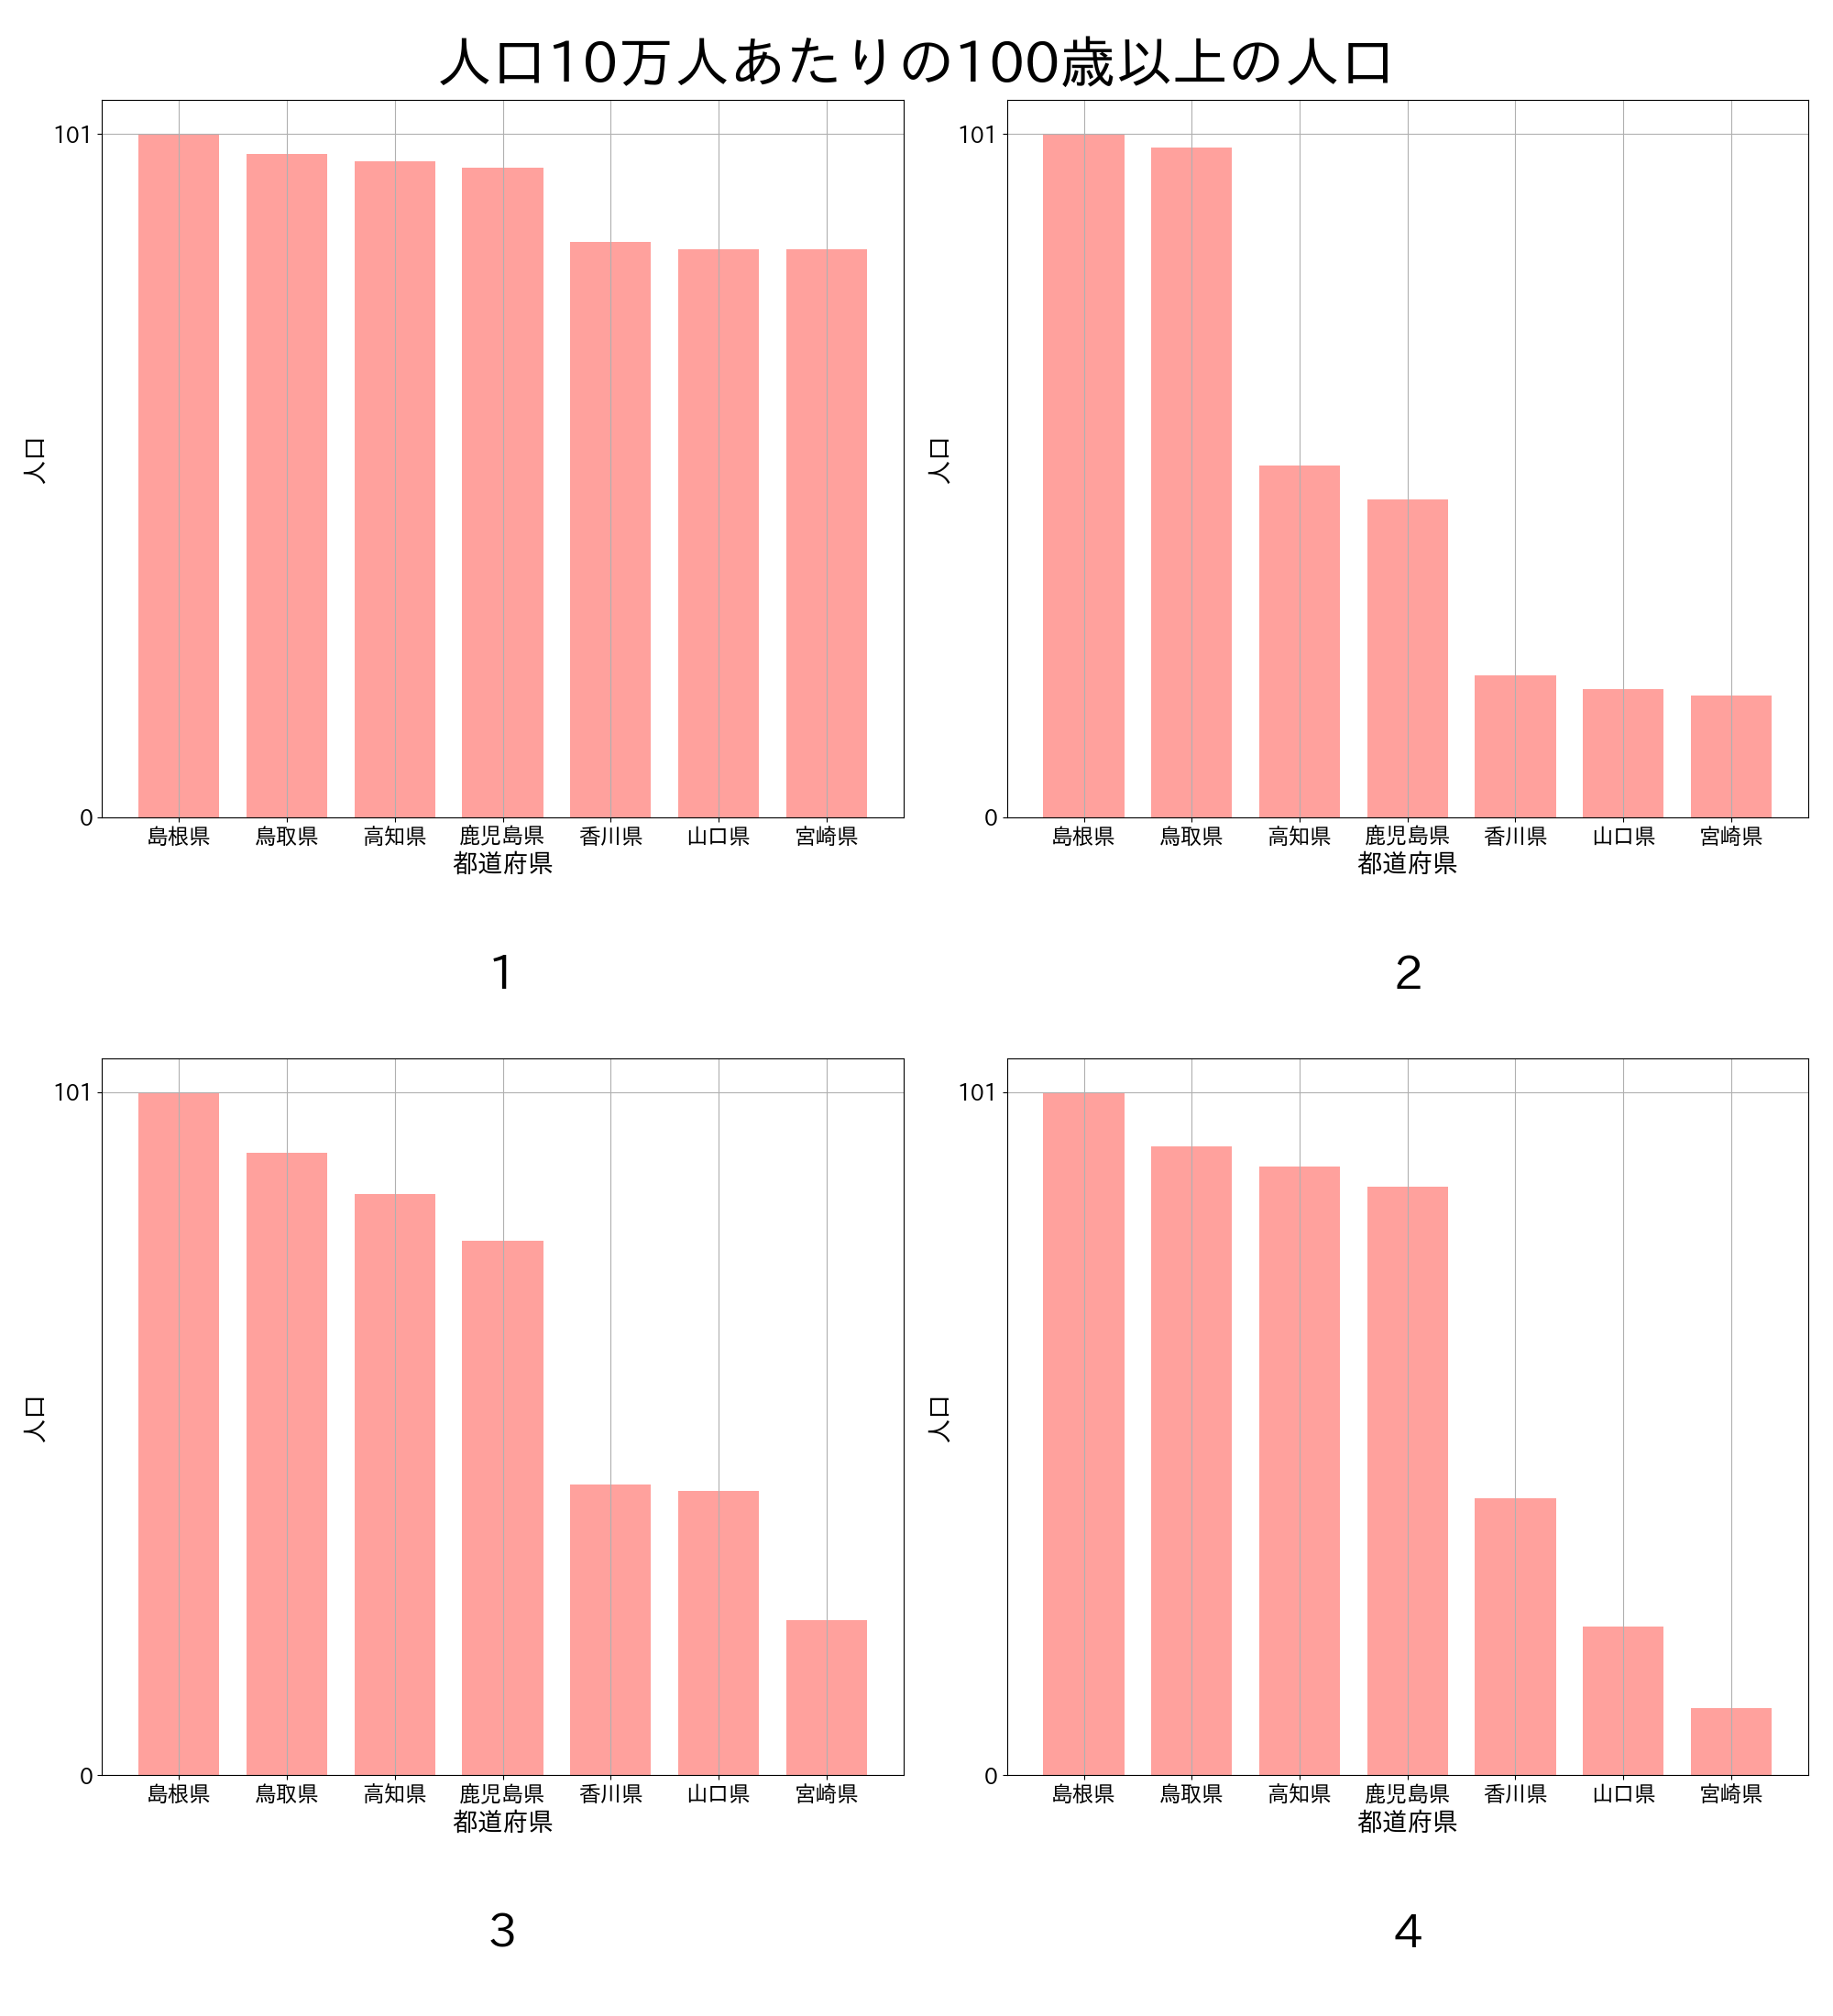 人口10万人あたりの100歳以上の人口
101
0
人口
島根県 鳥取県 高知県 鹿児島県 香川県 山口県 宮崎県
都道府県
1
101
0
人口
島根県 鳥取県 高知県 鹿児島県 香川県 山口県 宮崎県
都道府県
2
101
0
人口
島根県 鳥取県 高知県 鹿児島県 香川県 山口県 宮崎県
都道府県
3
101
0
人口
島根県 鳥取県 高知県 鹿児島県 香川県 山口県 宮崎県
都道府県
4